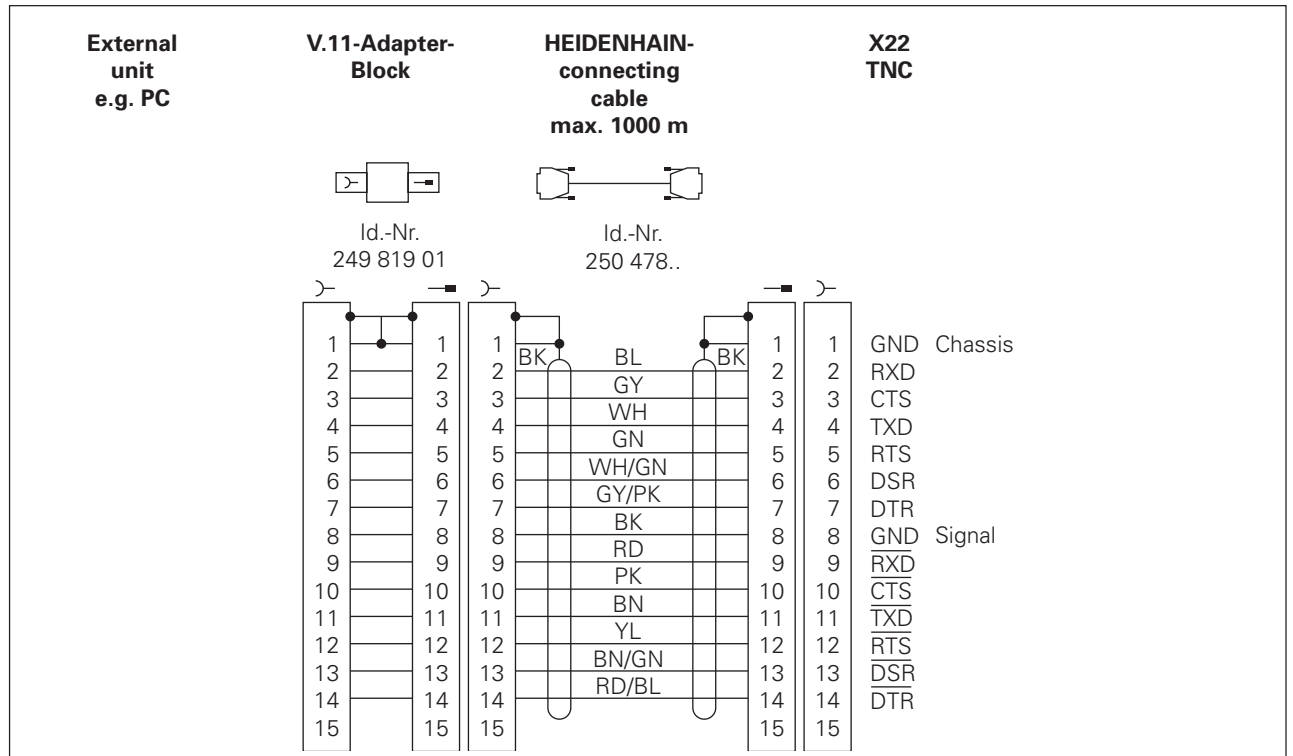 External unit e.g. PC
V.11-Adapter-Block
HEIDENHAIN-connecting cable max. 1000 m
X22 TNC
Id.-Nr. 249 819 01
Id.-Nr. 250 478..
1 1 1 BK BK 1 1 GND Chassis
2 2 2 BL 2 2 RXD
3 3 3 GY 3 3 CTS
4 4 4 WH 4 4 TXD
5 5 5 GN 5 5 RTS
6 6 6 WH/GN 6 6 DSR
7 7 7 GY/PK 7 7 DTR
8 8 8 BK 8 8 GND Signal
9 9 9 RD 9 9 RXD
10 10 10 PK 10 10 CTS
11 11 11 BN 11 11 TXD
12 12 12 YL 12 12 RTS
13 13 13 BN/GN 13 13 DSR
14 14 14 RD/BL 14 14 DTR
15 15 15 15 15